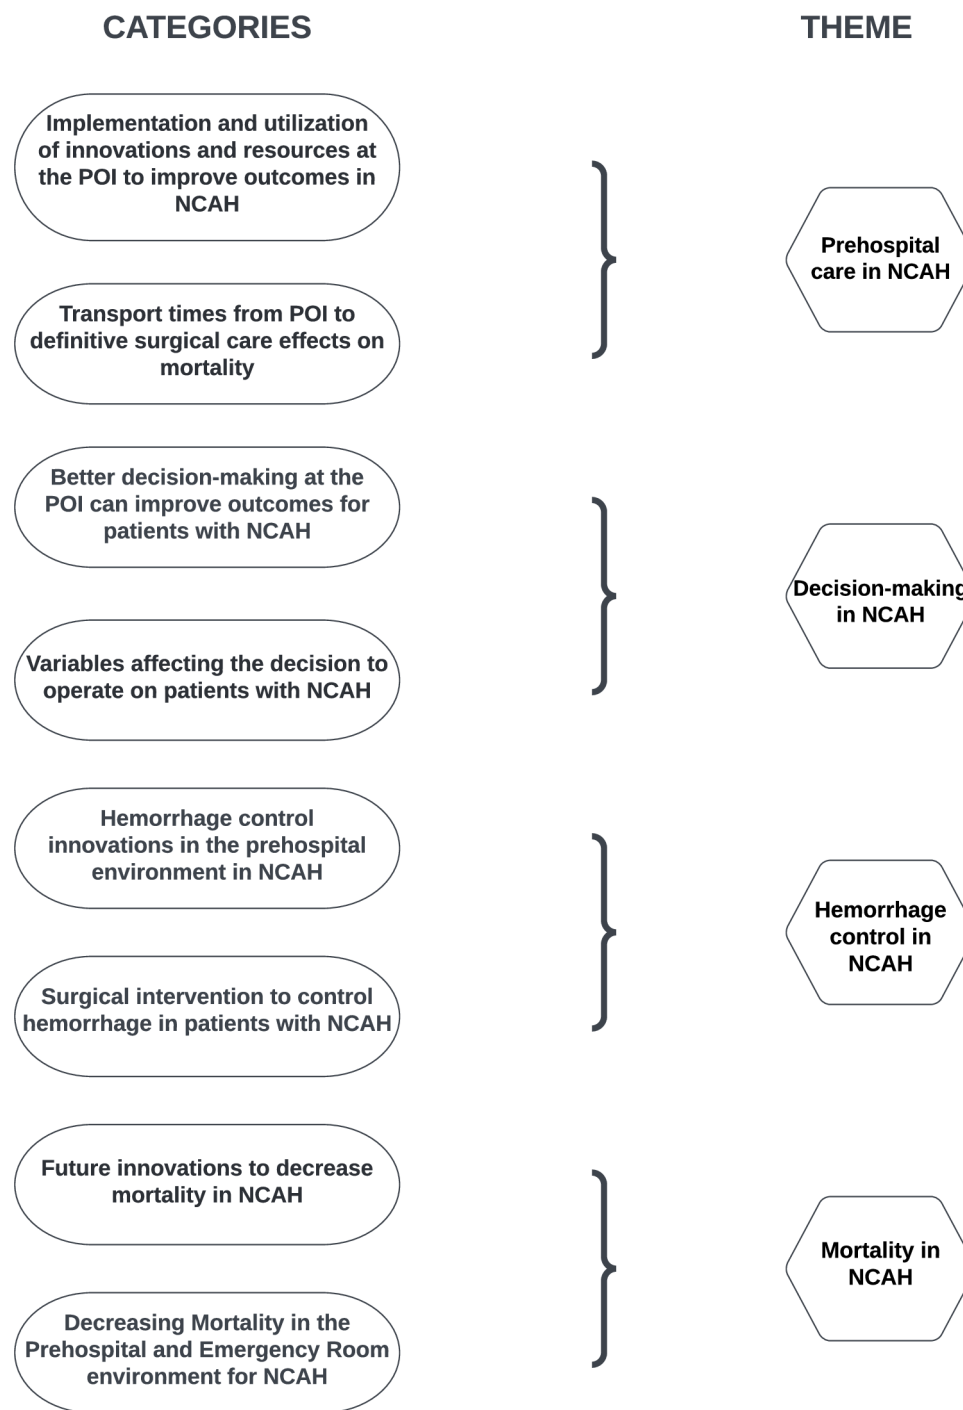 CATEGORIES
THEME
Implementation and utilization
of innovations and resources at
the POI to improve outcomes in
NCAH
Transport times from POI to
definitive surgical care effects on
mortality
Prehospital
care in NCAH
Better decision-making at the
POI can improve outcomes for
patients with NCAH
Variables affecting the decision to
operate on patients with NCAH
Decision-making
in NCAH
Hemorrhage control
innovations in the prehospital
environment in NCAH
Surgical intervention to control
hemorrhage in patients with NCAH
Hemorrhage
control in
NCAH
Future innovations to decrease
mortality in NCAH
Decreasing Mortality in the
Prehospital and Emergency Room
environment for NCAH
Mortality in
NCAH